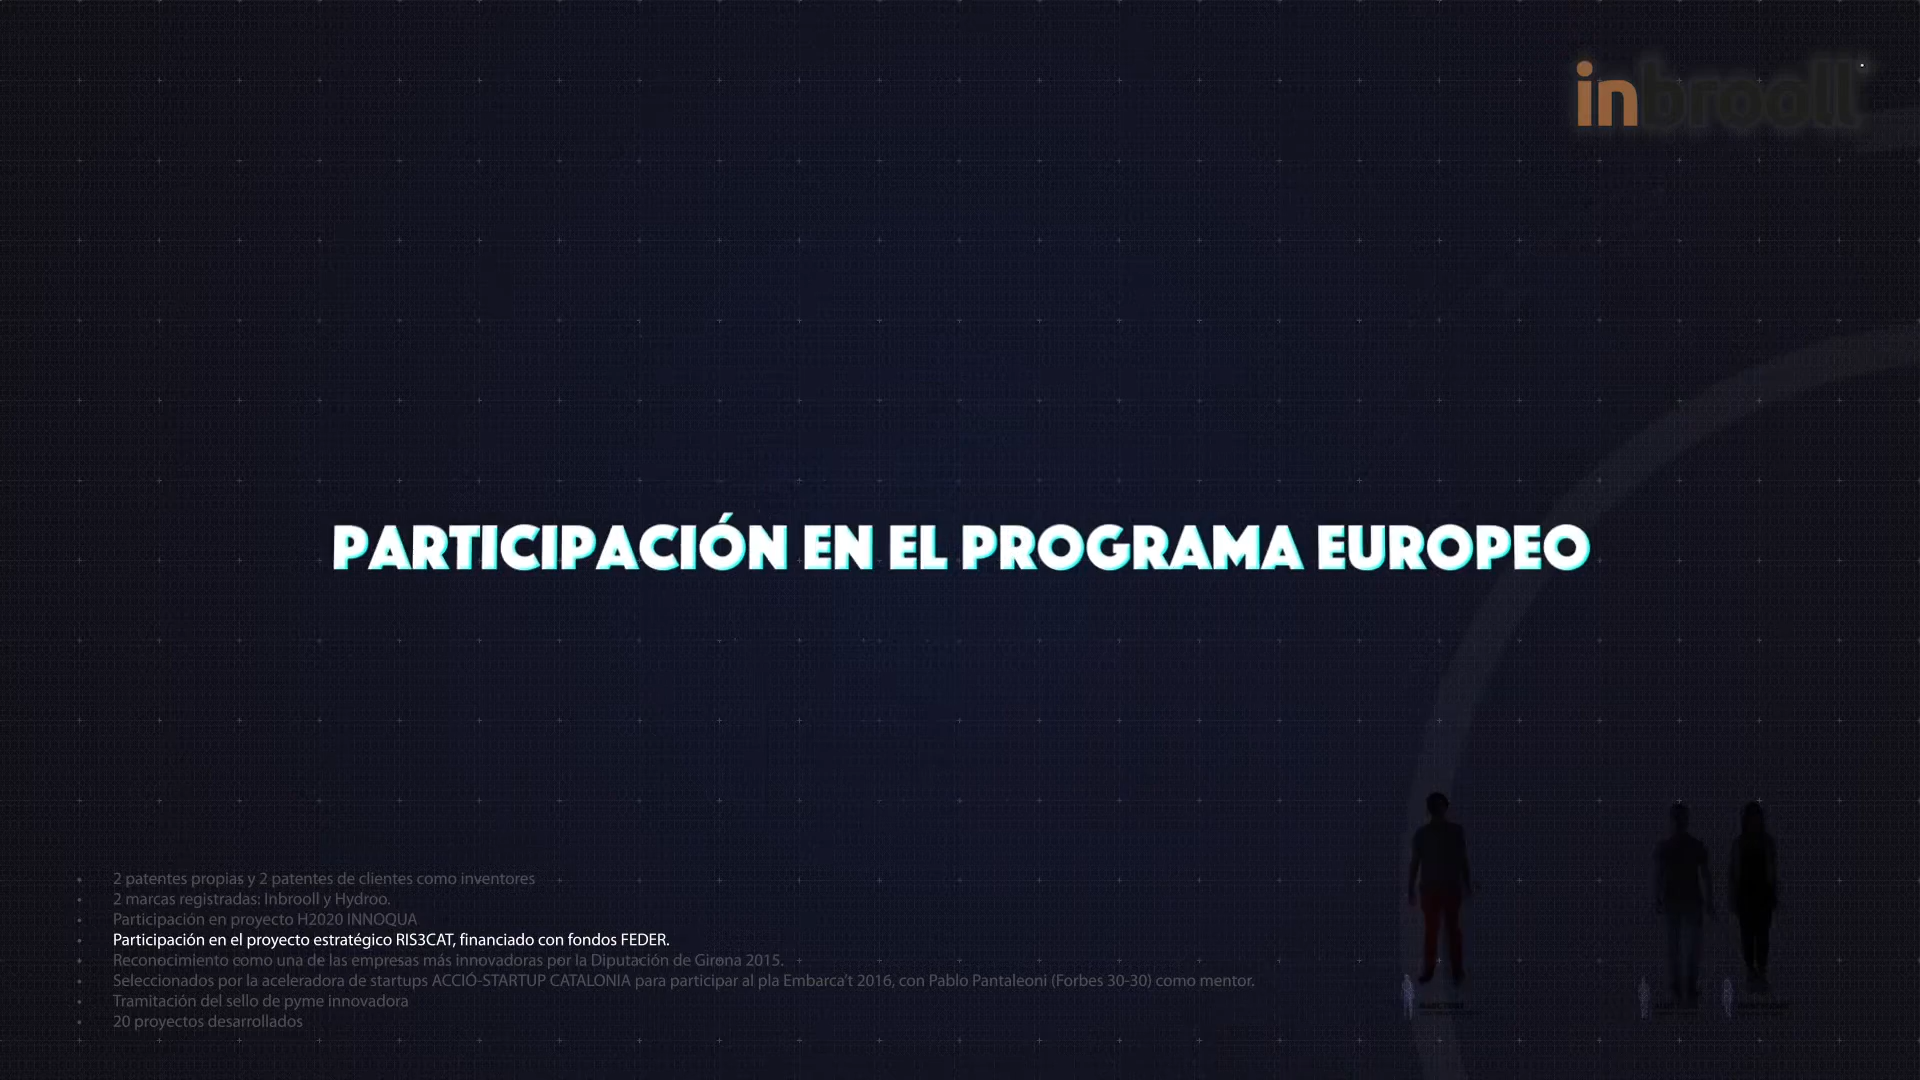 inbrooll
PARTICIPACIÓN EN EL PROGRAMA EUROPEO
• 2 patentes propias y 2 patentes de clientes como inventores
• 2 marcas registradas: Inbrooll y Hydroo.
• Participación en proyecto H2020 INNOQUA
• Participación en el proyecto estratégico RIS3CAT, financiado con fondos FEDER.
• Reconocimiento como una de las empresas más innovadoras por la Diputación de Girona 2015.
• Seleccionados por la aceleradora de startups ACCIÓ-STARTUP CATALONIA para participar al pla Embarca't 2016, con Pablo Pantaleoni (Forbes 30-30) como mentor.
• Tramitación del sello de pyme innovadora
• 20 proyectos desarrollados